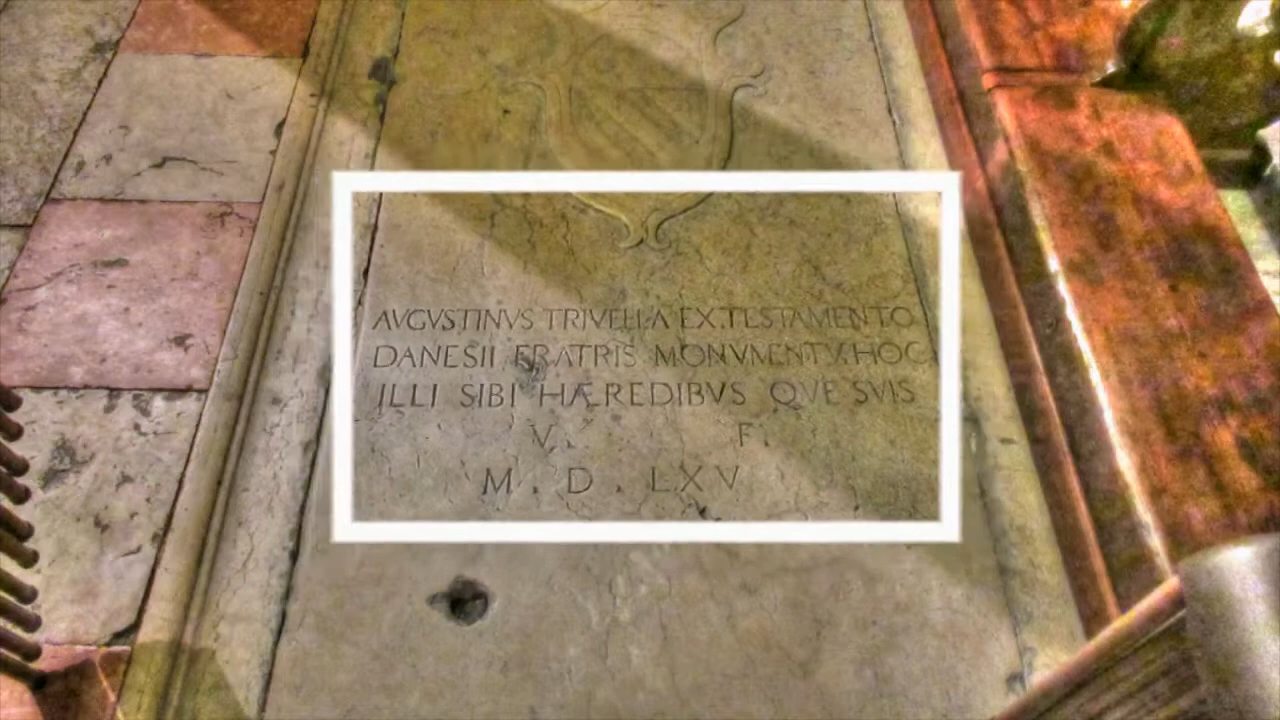 AVGVSTINVS TRIVELLA EX.TESTAMENTO
DANESII FRATRIS MONVMENTV.HOC
ILLI SIBI HÆREDIBVS QVE SVIS
V. F.
M . D . LXV